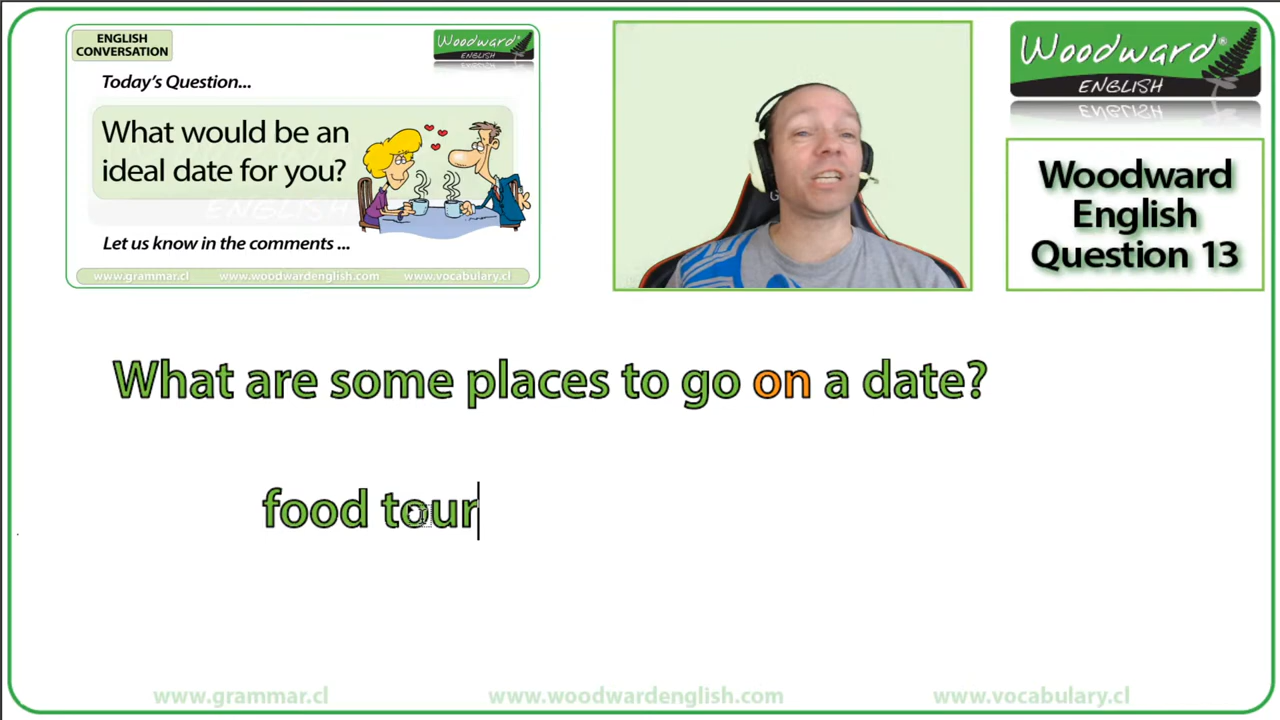 ENGLISH
CONVERSATION
Woodward
ENGLISH
Today's Question...
What would be an
ideal date for you?
Let us know in the comments ...
www.grammar.cl www.woodwardenglish.com www.vocabulary.cl
Woodward®
ENGLISH
Woodward
English
Question 13
What are some places to go on a date?
food tour
www.grammar.cl www.woodwardenglish.com www.vocabulary.cl